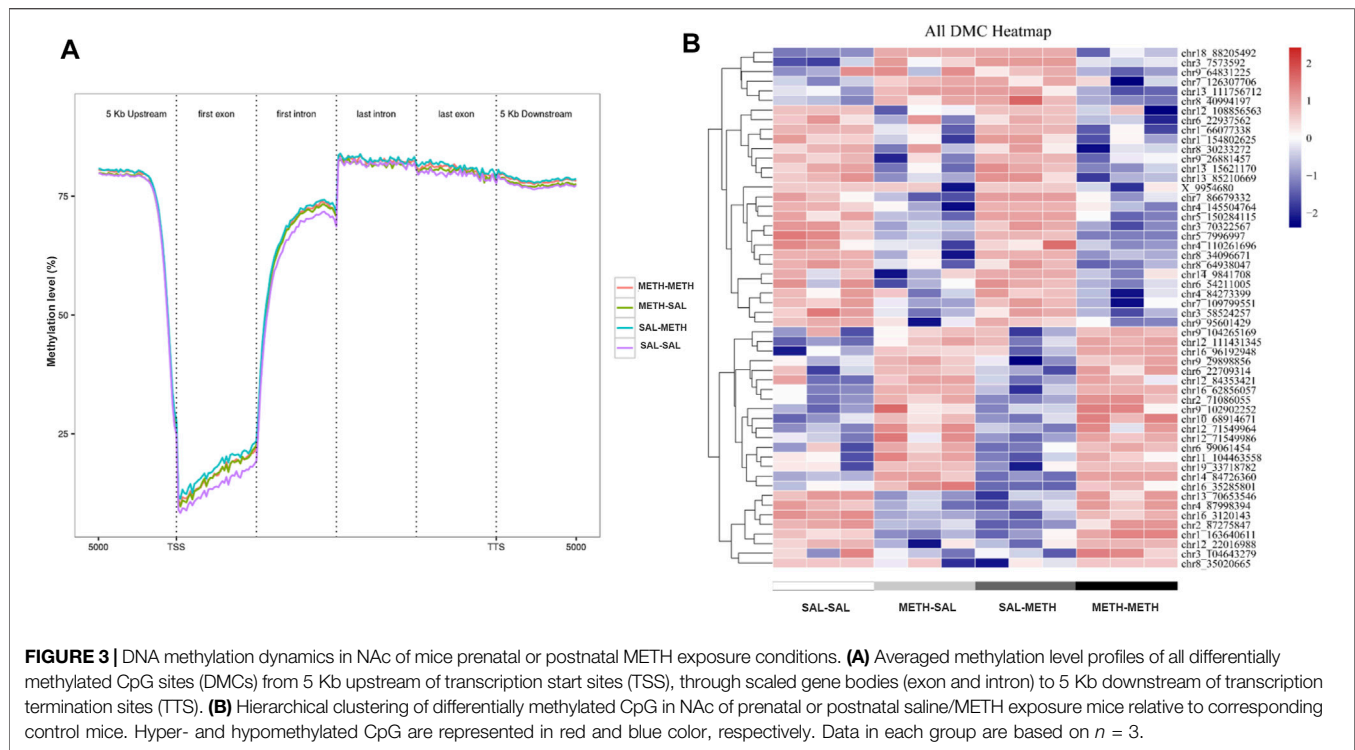 A
5 Kb Upstream
first exon
first intron
last intron
last exon
5 Kb Downstream
Methylation level (%)
75
50
25
5000
TSS
TTS
5000
METH-METH
METH-SAL
SAL-METH
SAL-SAL
B
All DMC Heatmap
chr18_88205492
chr3_7573592
chr9_64831225
chr7_126307706
chr13_111756712
chr8_40994197
chr12_108856563
chr6_22937562
chr1_66077338
chr1_154802625
chr8_30233272
chr9_26881457
chr13_15621170
chr13_85210669
X_9954680
chr7_86679332
chr4_145504764
chr5_150284115
chr3_70322567
chr5_7996997
chr4_110261696
chr8_34096671
chr8_64938047
chr14_9841708
chr6_54211005
chr4_84273399
chr7_109799551
chr3_58524257
chr9_95601429
chr9_104265169
chr12_111431345
chr16_96192948
chr9_29898856
chr6_22709314
chr12_84353421
chr16_62856057
chr2_71086055
chr9_102902252
chr10_68914671
chr12_71549964
chr12_71549986
chr6_99061454
chr11_104463558
chr19_33718782
chr14_84726360
chr16_35285801
chr13_70653546
chr4_87998394
chr16_3120143
chr2_87275847
chr1_163640611
chr12_22016988
chr3_104643279
chr8_35020665
2
1
0
−1
−2
SAL-SAL
METH-SAL
SAL-METH
METH-METH
FIGURE 3 | DNA methylation dynamics in NAc of mice prenatal or postnatal METH exposure conditions. (A) Averaged methylation level profiles of all differentially
methylated CpG sites (DMCs) from 5 Kb upstream of transcription start sites (TSS), through scaled gene bodies (exon and intron) to 5 Kb downstream of transcription
termination sites (TTS). (B) Hierarchical clustering of differentially methylated CpG in NAc of prenatal or postnatal saline/METH exposure mice relative to corresponding
control mice. Hyper- and hypomethylated CpG are represented in red and blue color, respectively. Data in each group are based on n = 3.